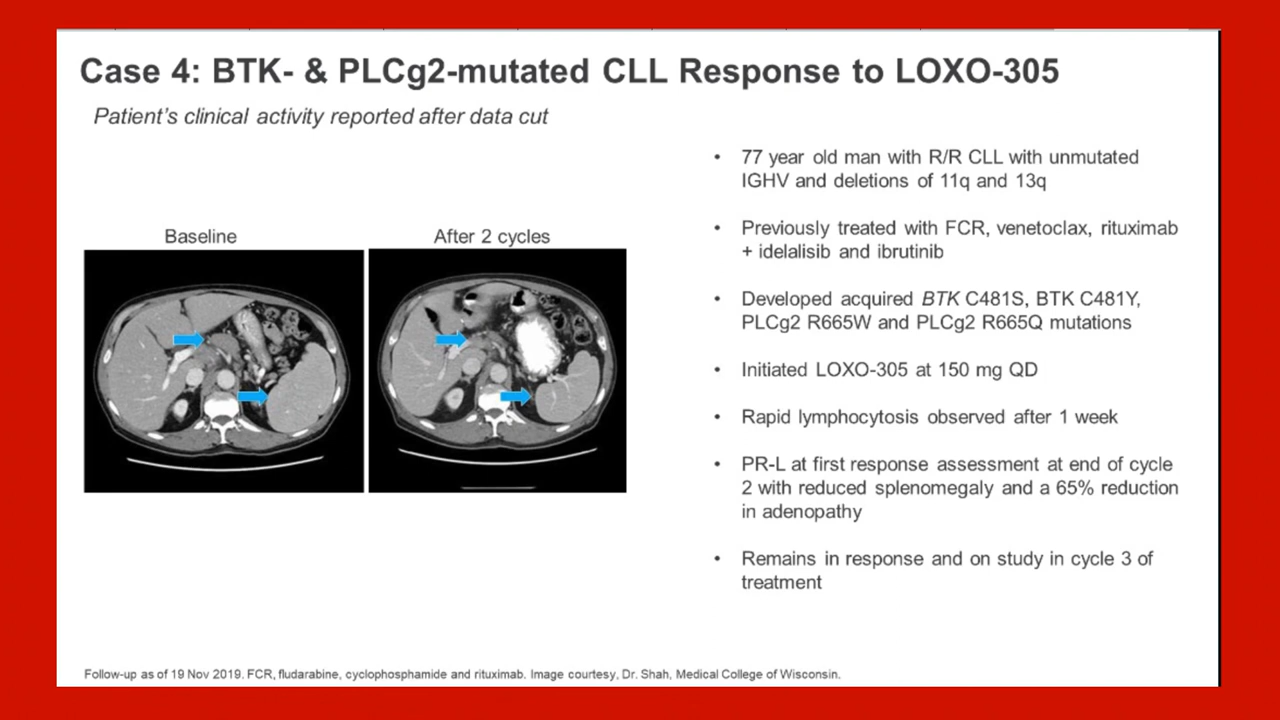 Case 4: BTK- & PLCg2-mutated CLL Response to LOXO-305
Patient's clinical activity reported after data cut
Baseline
After 2 cycles
• 77 year old man with R/R CLL with unmutated
IGHV and deletions of 11q and 13q
• Previously treated with FCR, venetoclax, rituximab
+ idelalisib and ibrutinib
• Developed acquired BTK C481S, BTK C481Y,
PLCg2 R665W and PLCg2 R665Q mutations
• Initiated LOXO-305 at 150 mg QD
• Rapid lymphocytosis observed after 1 week
• PR-L at first response assessment at end of cycle
2 with reduced splenomegaly and a 65% reduction
in adenopathy
• Remains in response and on study in cycle 3 of
treatment
Follow-up as of 19 Nov 2019. FCR, fludarabine, cyclophosphamide and rituximab. Image courtesy, Dr. Shah, Medical College of Wisconsin.